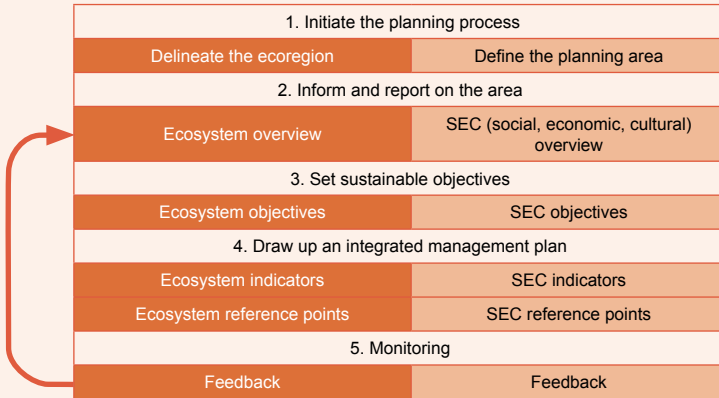 1. Initiate the planning process
Delineate the ecoregion
Define the planning area
2. Inform and report on the area
Ecosystem overview
SEC (social, economic, cultural)
overview
3. Set sustainable objectives
Ecosystem objectives
SEC objectives
4. Draw up an integrated management plan
Ecosystem indicators
SEC indicators
Ecosystem reference points
SEC reference points
5. Monitoring
Feedback
Feedback